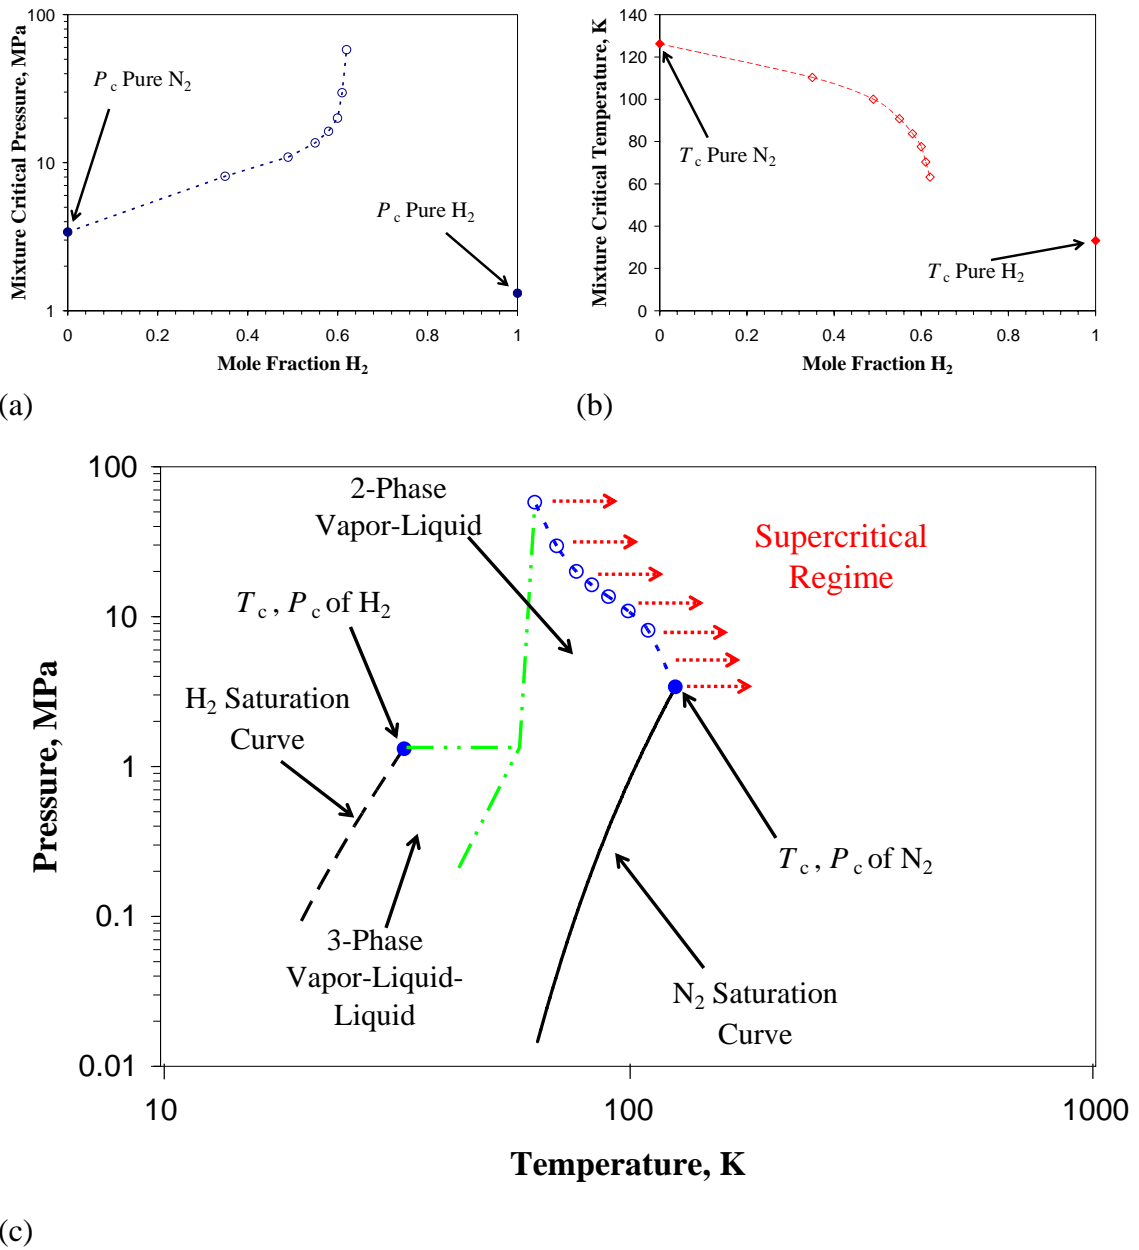 Mixture Critical Pressure, MPa
100
10
1
P c Pure N2
P c Pure H2
0
0.2
0.4
0.6
0.8
1
Mole Fraction H2
(a)
Mixture Critical Temperature, K
140
120
100
80
60
40
20
0
T c Pure N2
T c Pure H2
0
0.2
0.4
0.6
0.8
1
Mole Fraction H2
(b)
Pressure, MPa
100
10
1
0.1
0.01
2-Phase
Vapor-Liquid
Supercritical
Regime
T c , P c of H2
H2 Saturation
Curve
T c , P c of N2
3-Phase
Vapor-Liquid-
Liquid
N2 Saturation
Curve
10
100
1000
Temperature, K
(c)